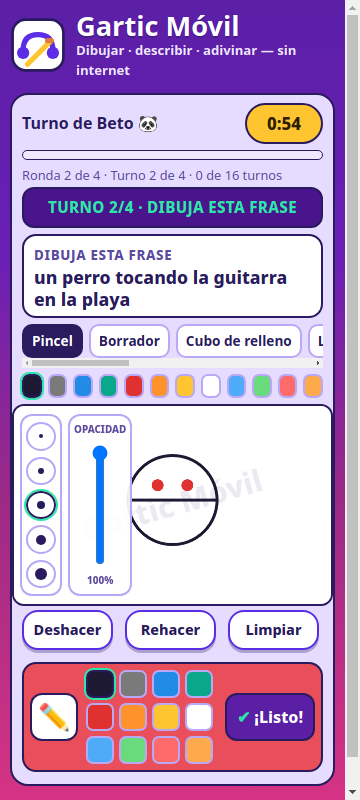 Gartic Móvil
Dibujar · describir · adivinar — sin
internet
Turno de Beto 🐼
0:54
Ronda 2 de 4 · Turno 2 de 4 · 0 de 16 turnos
TURNO 2/4 · DIBUJA ESTA FRASE
DIBUJA ESTA FRASE
un perro tocando la guitarra
en la playa
Pincel
Borrador
Cubo de relleno
OPACIDAD
tic Móvil
100%
Deshacer
Rehacer
Limpiar
✔ ¡Listo!